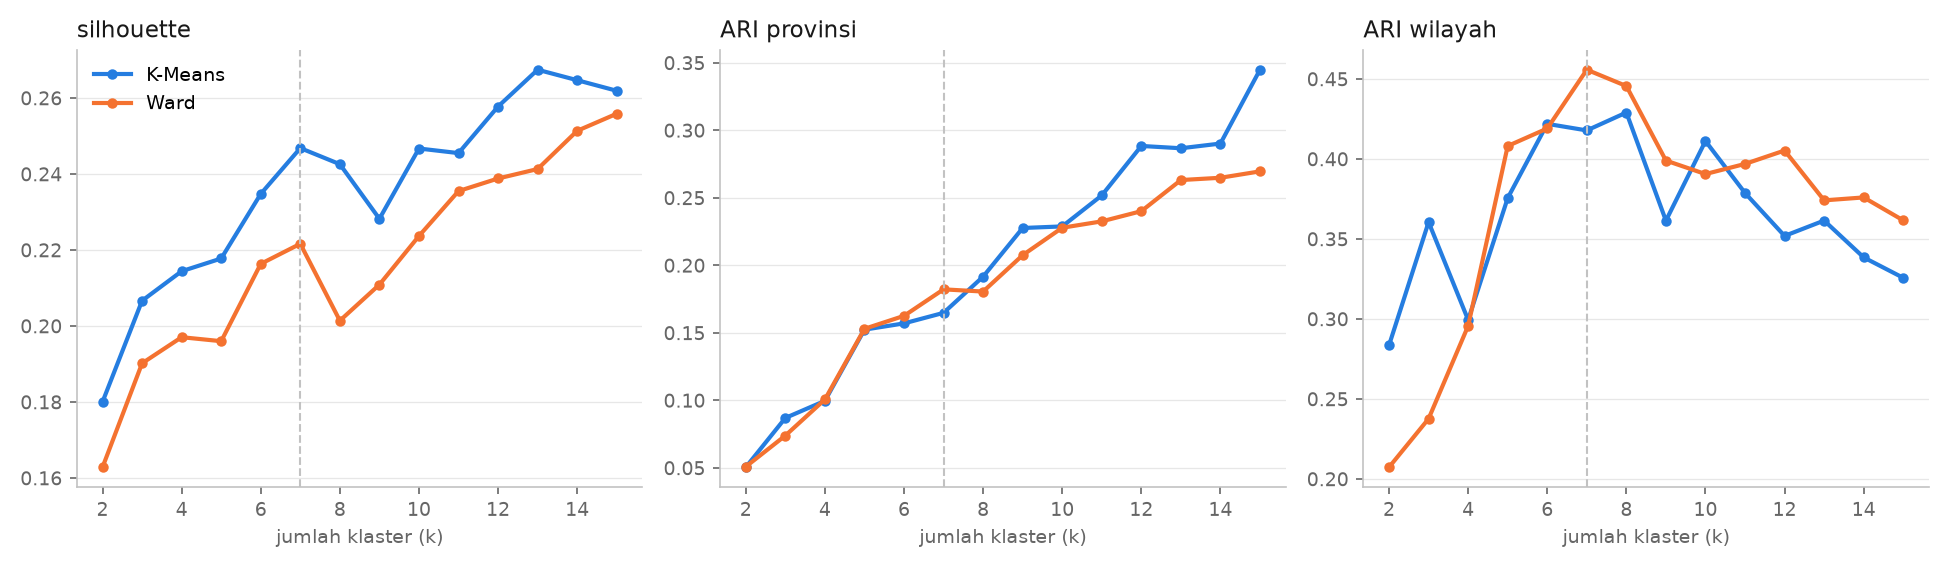 silhouette
K-Means
Ward
0.26
0.24
0.22
0.20
0.18
0.16
2 4 6 8 10 12 14
jumlah klaster (k)
ARI provinsi
0.35
0.30
0.25
0.20
0.15
0.10
0.05
2 4 6 8 10 12 14
jumlah klaster (k)
ARI wilayah
0.45
0.40
0.35
0.30
0.25
0.20
2 4 6 8 10 12 14
jumlah klaster (k)